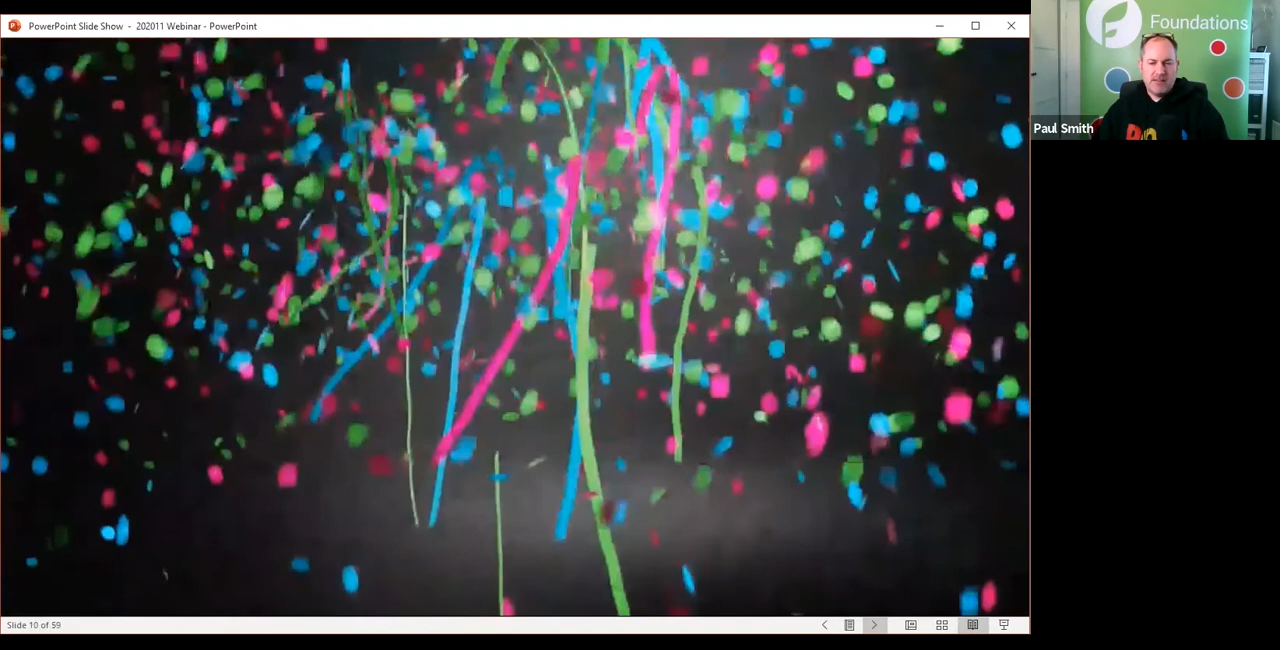 PowerPoint Slide Show - 202011 Webinar - PowerPoint
Foundations
Paul Smith
Slide 10 of 59